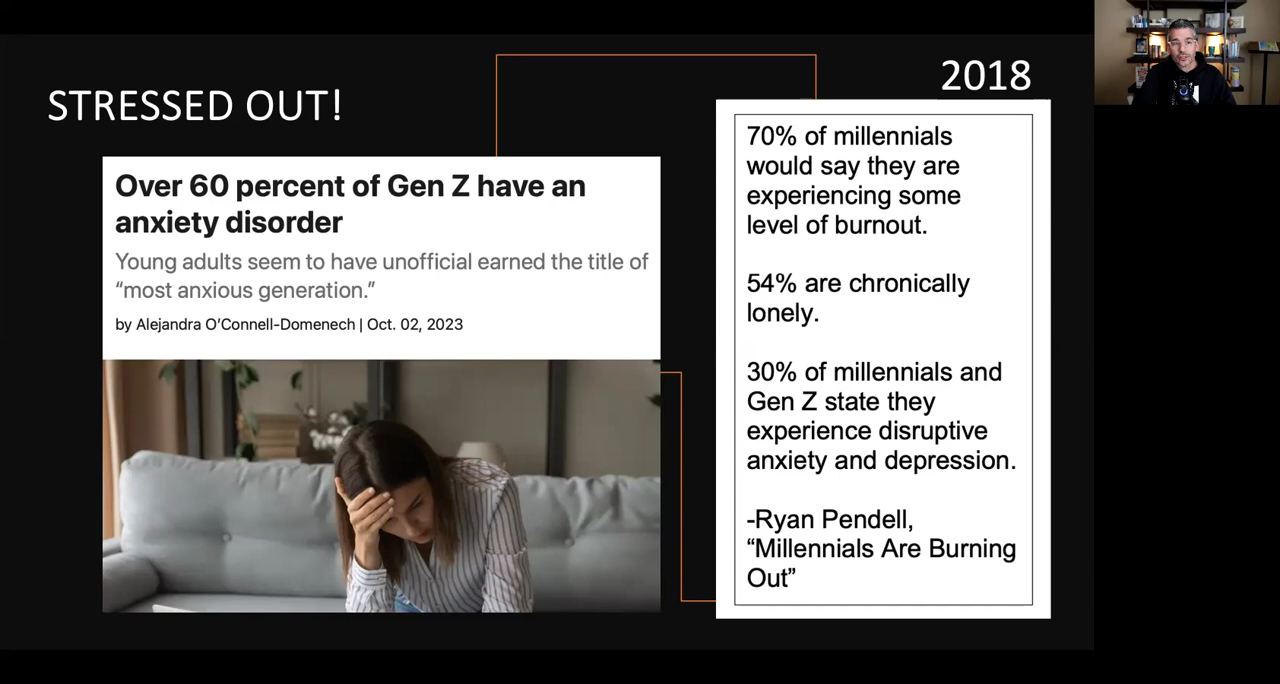 STRESSED OUT!
Over 60 percent of Gen Z have an
anxiety disorder
Young adults seem to have unofficial earned the title of
“most anxious generation.”
by Alejandra O’Connell-Domenech | Oct. 02, 2023
2018
70% of millennials
would say they are
experiencing some
level of burnout.
54% are chronically
lonely.
30% of millennials and
Gen Z state they
experience disruptive
anxiety and depression.
-Ryan Pendell,
“Millennials Are Burning
Out”